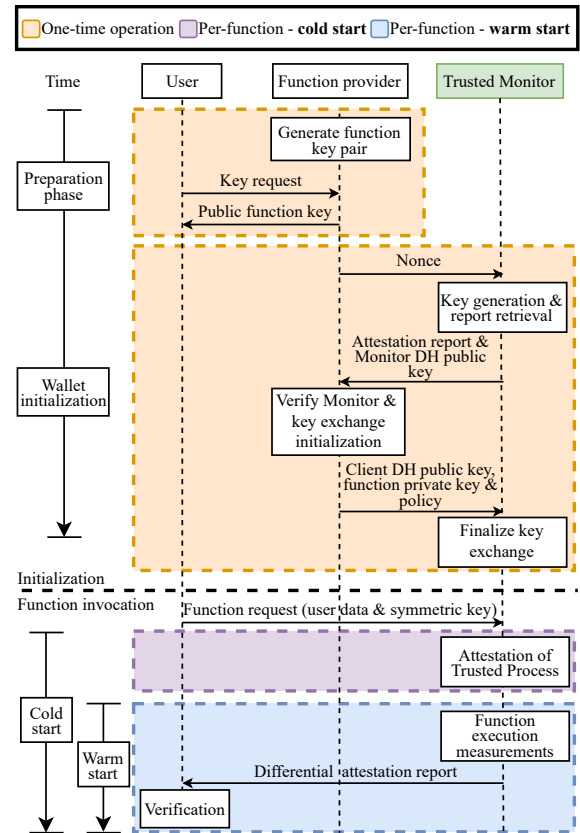 One-time operation Per-function - cold start Per-function - warm start
Time User Function provider Trusted Monitor
Generate function
key pair
Preparation
phase
Key request
Public function key
Nonce
Key generation &
report retrieval
Attestation report &
Monitor DH public
key
Wallet
initialization
Verify Monitor &
key exchange
initialization
Client DH public key,
function private key &
policy
Finalize key
exchange
Initialization
Function invocation
Function request (user data & symmetric key)
Attestation of
Trusted Process
Cold
start
Warm
start
Function
execution
measurements
Differential attestation report
Verification